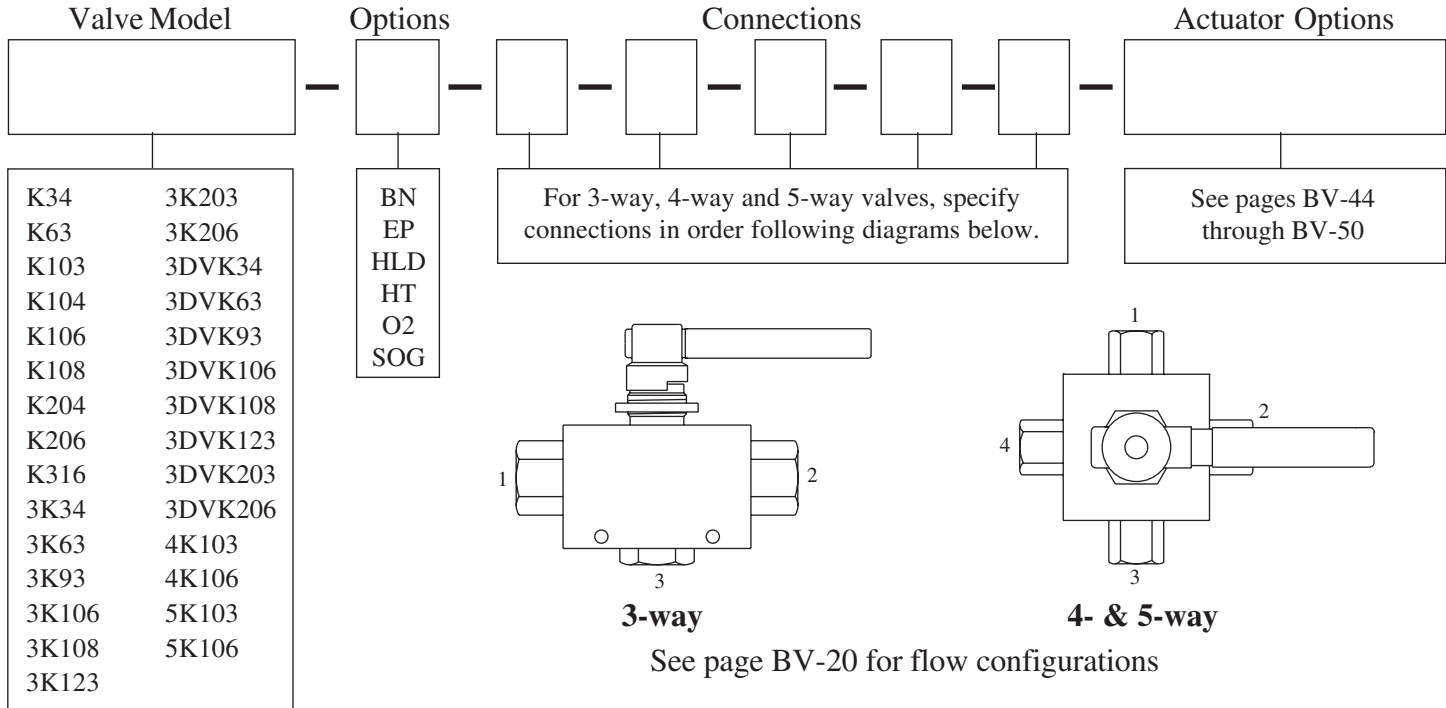 Valve Model Options Connections Actuator Options
K34 3K203
K63 3K206
K103 3DVK34
K104 3DVK63
K106 3DVK93
K108 3DVK106
K204 3DVK108
K206 3DVK123
K316 3DVK203
3K34 3DVK206
3K63 4K103
3K93 4K106
3K106 5K103
3K108 5K106
3K123
BN
EP
HLD
HT
O2
SOG
For 3-way, 4-way and 5-way valves, specify
connections in order following diagrams below.
See pages BV-44
through BV-50
1
2
3
3-way
1
2
4
3
4- & 5-way
See page BV-20 for flow configurations